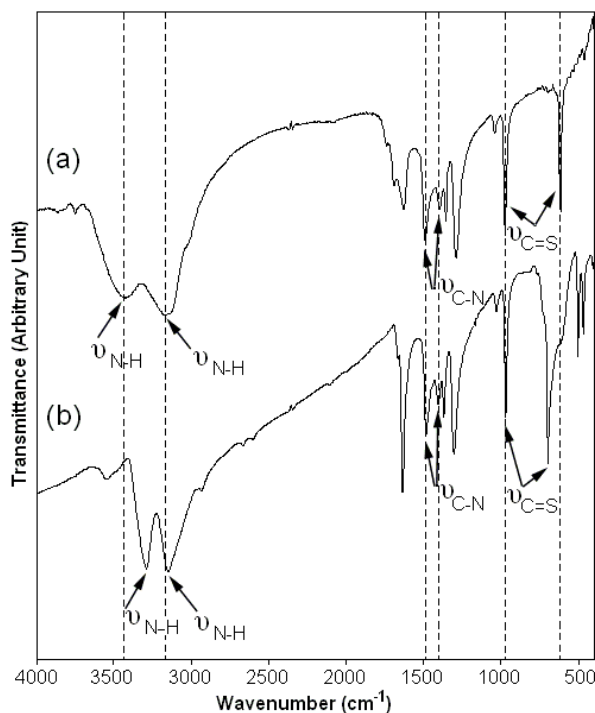 Transmittance (Arbitrary Unit)
(a)
υC=S
υC-N
υN-H
υN-H
(b)
υC-N
υC=S
υN-H
υN-H
4000 3500 3000 2500 2000 1500 1000 500
Wavenumber (cm-1)